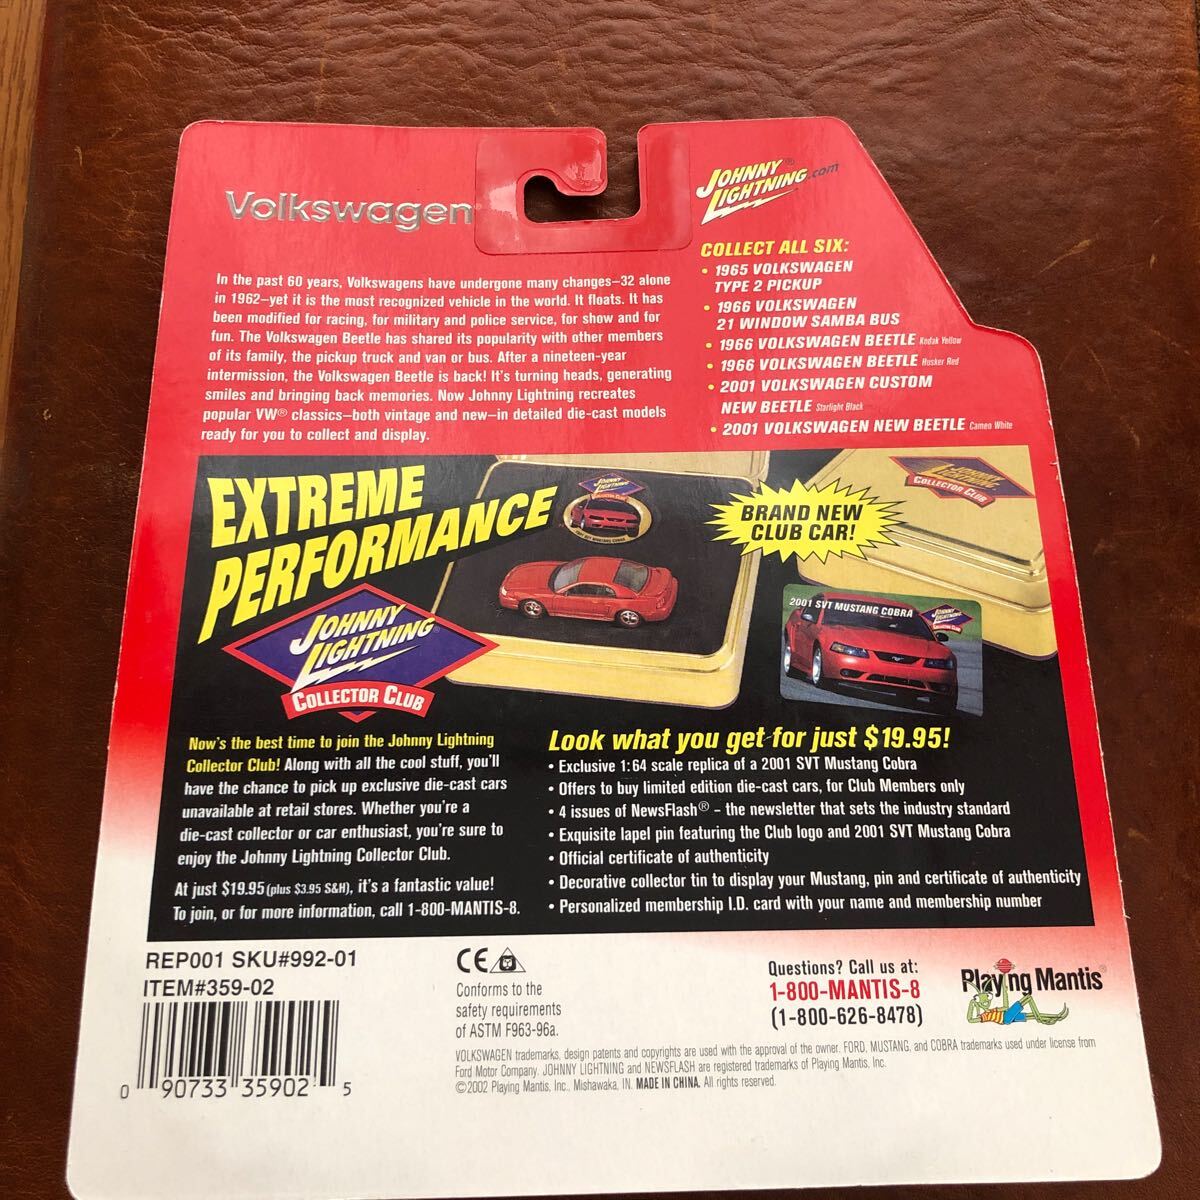 Volkswagen
In the past 60 years, Volkswagens have undergone many changes–32 alone
in 1962–yet it is the most recognized vehicle in the world. It floats. It has
been modified for racing, for military and police service, for show and for
fun. The Volkswagen Beetle has shared its popularity with other members
of its family, the pickup truck and van or bus. After a nineteen-year
intermission, the Volkswagen Beetle is back! It's turning heads, generating
smiles and bringing back memories. Now Johnny Lightning recreates
popular VW® classics–both vintage and new–in detailed die-cast models
ready for you to collect and display.
JOHNNY®
LIGHTNING.com
COLLECT ALL SIX:
• 1965 VOLKSWAGEN
TYPE 2 PICKUP
• 1966 VOLKSWAGEN
21 WINDOW SAMBA BUS
• 1966 VOLKSWAGEN BEETLE Kodak Yellow
• 1966 VOLKSWAGEN BEETLE Husker Red
• 2001 VOLKSWAGEN CUSTOM
NEW BEETLE Starlight Black
• 2001 VOLKSWAGEN NEW BEETLE Cameo White
EXTREME
PERFORMANCE
JOHNNY
LIGHTNING
2001 SVT MUSTANG COBRA
BRAND NEW
CLUB CAR!
JOHNNY
LIGHTNING
COLLECTOR CLUB
2001 SVT MUSTANG COBRA
JOHNNY
LIGHTNING
COLLECTOR CLUB
JOHNNY
LIGHTNING®
COLLECTOR CLUB
Now's the best time to join the Johnny Lightning
Collector Club! Along with all the cool stuff, you'll
have the chance to pick up exclusive die-cast cars
unavailable at retail stores. Whether you're a
die-cast collector or car enthusiast, you're sure to
enjoy the Johnny Lightning Collector Club.
At just $19.95 (plus $3.95 S&H), it's a fantastic value!
To join, or for more information, call 1-800-MANTIS-8.
Look what you get for just $19.95!
• Exclusive 1:64 scale replica of a 2001 SVT Mustang Cobra
• Offers to buy limited edition die-cast cars, for Club Members only
• 4 issues of NewsFlash® - the newsletter that sets the industry standard
• Exquisite lapel pin featuring the Club logo and 2001 SVT Mustang Cobra
• Official certificate of authenticity
• Decorative collector tin to display your Mustang, pin and certificate of authenticity
• Personalized membership I.D. card with your name and membership number
REP001 SKU#992-01
ITEM#359-02
0 90733 35902 5
CE
Conforms to the
safety requirements
of ASTM F963-96a.
Questions? Call us at:
1-800-MANTIS-8
(1-800-626-8478)
Playing Mantis®
VOLKSWAGEN trademarks, design patents and copyrights are used with the approval of the owner. FORD, MUSTANG, and COBRA trademarks used under license from
Ford Motor Company. JOHNNY LIGHTNING and NEWSFLASH are registered trademarks of Playing Mantis, Inc.
©2002 Playing Mantis, Inc., Mishawaka, IN. MADE IN CHINA. All rights reserved.